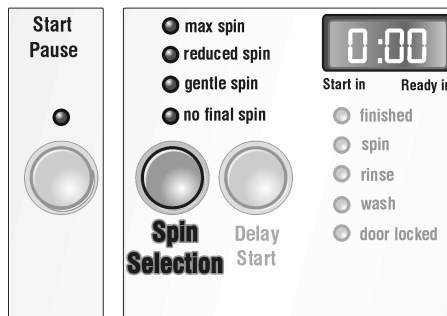 Start
Pause
max spin
reduced spin
gentle spin
no final spin
Spin
Selection
Delay
Start
0:00
Start in Ready in
finished
spin
rinse
wash
door locked